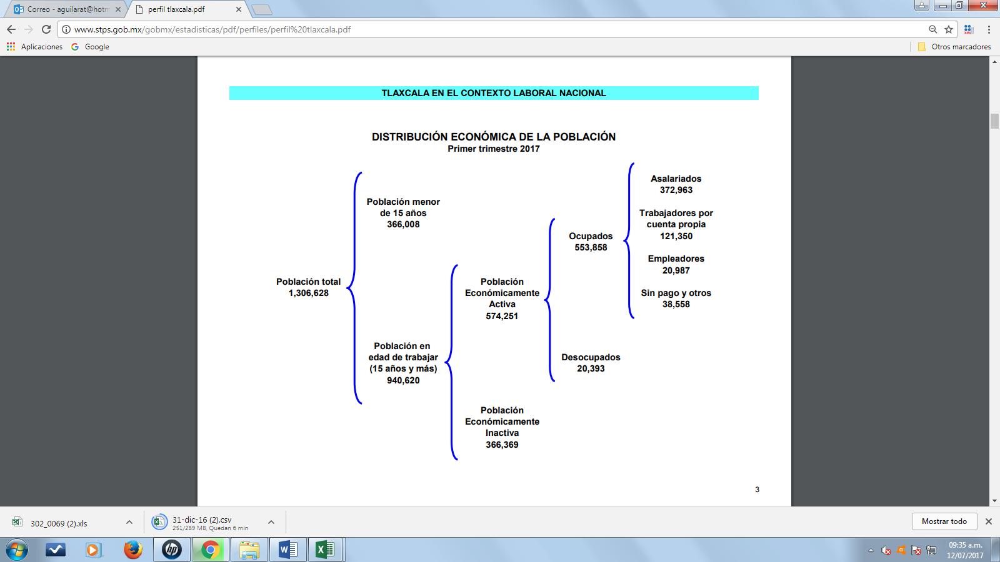 Correo - aguilarat@hotm
perfil tlaxcala.pdf
www.stps.gob.mx/gobmx/estadisticas/pdf/perfiles/perfil%20tlaxcala.pdf
Aplicaciones
Google
Otros marcadores
TLAXCALA EN EL CONTEXTO LABORAL NACIONAL
DISTRIBUCIÓN ECONÓMICA DE LA POBLACIÓN
Primer trimestre 2017
Población total
1,306,628
Población menor
de 15 años
366,008
Población en
edad de trabajar
(15 años y más)
940,620
Población
Económicamente
Activa
574,251
Población
Económicamente
Inactiva
366,369
Ocupados
553,858
Desocupados
20,393
Asalariados
372,963
Trabajadores por
cuenta propia
121,350
Empleadores
20,987
Sin pago y otros
38,558
3
302_0069 (2).xls
31-dic-16 (2).csv
251/289 MB, Quedan 6 min
Mostrar todo
09:35 a.m.
12/07/2017